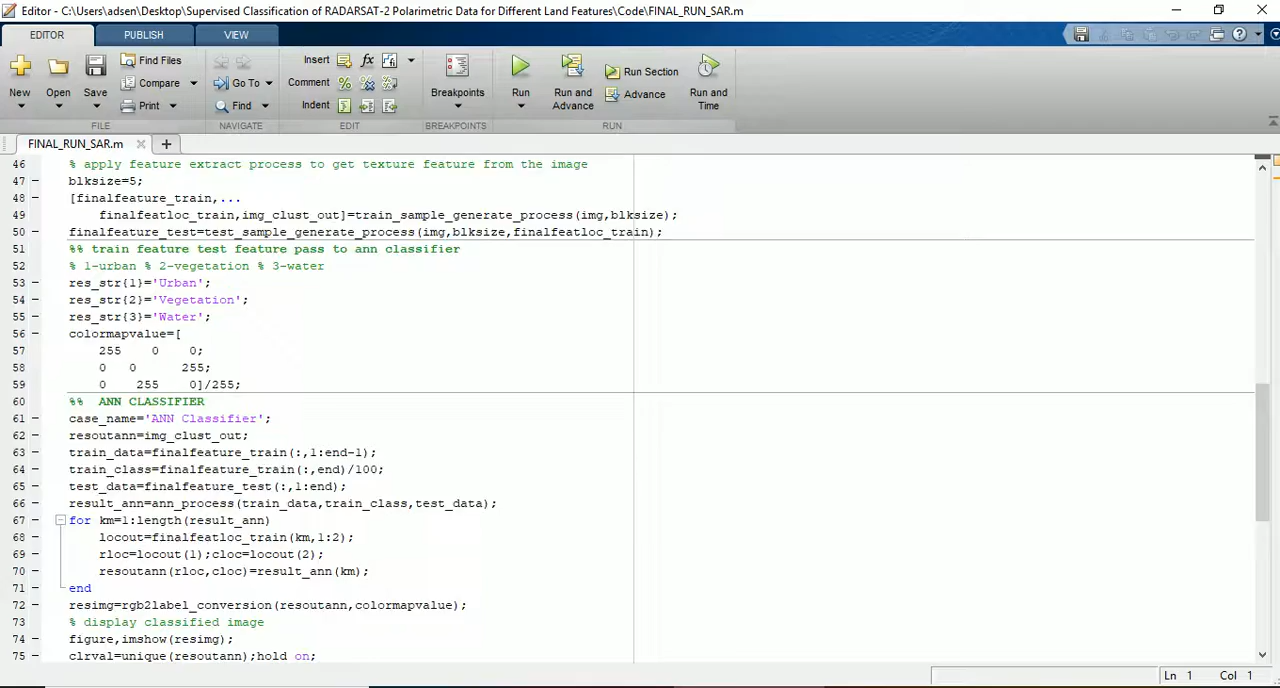 Editor - C:\Users\adsen\Desktop\Supervised Classification of RADARSAT-2 Polarimetric Data for Different Land Features\Code\FINAL_RUN_SAR.m
EDITOR PUBLISH VIEW
New Open Save Find Files Compare Print
Go To Find
Insert Comment Indent
Breakpoints
Run Run and Advance Run Section Advance Run and Time
FILE NAVIGATE EDIT BREAKPOINTS RUN
FINAL_RUN_SAR.m
46 % apply feature extract process to get texture feature from the image
47 blksize=5;
48 [finalfeature_train,...
49 finalfeatloc_train,img_clust_out]=train_sample_generate_process(img,blksize);
50 finalfeature_test=test_sample_generate_process(img,blksize,finalfeatloc_train);
51 %% train feature test feature pass to ann classifier
52 % 1-urban % 2-vegetation % 3-water
53 res_str{1}='Urban';
54 res_str{2}='Vegetation';
55 res_str{3}='Water';
56 colormapvalue=[
57 255 0 0;
58 0 0 255;
59 0 255 0]/255;
60 %% ANN CLASSIFIER
61 case_name='ANN Classifier';
62 resoutann=img_clust_out;
63 train_data=finalfeature_train(:,1:end-1);
64 train_class=finalfeature_train(:,end)/100;
65 test_data=finalfeature_test(:,1:end);
66 result_ann=ann_process(train_data,train_class,test_data);
67 for km=1:length(result_ann)
68 locout=finalfeatloc_train(km,1:2);
69 rloc=locout(1);cloc=locout(2);
70 resoutann(rloc,cloc)=result_ann(km);
71 end
72 resimg=rgb2label_conversion(resoutann,colormapvalue);
73 % display classified image
74 figure,imshow(resimg);
75 clrval=unique(resoutann);hold on;
Ln 1 Col 1